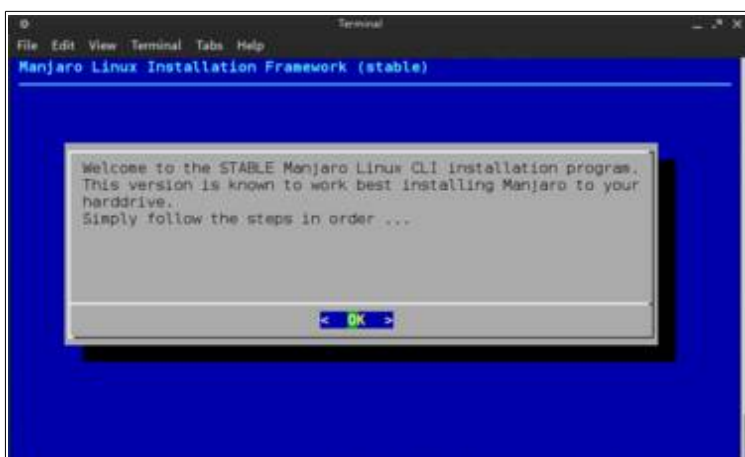 Terminal
File Edit View Terminal Tabs Help
Manjaro Linux Installation Framework (stable)
Welcome to the STABLE Manjaro Linux CLI installation program.
This version is known to work best installing Manjaro to your
harddrive.
Simply follow the steps in order ...
< OK >